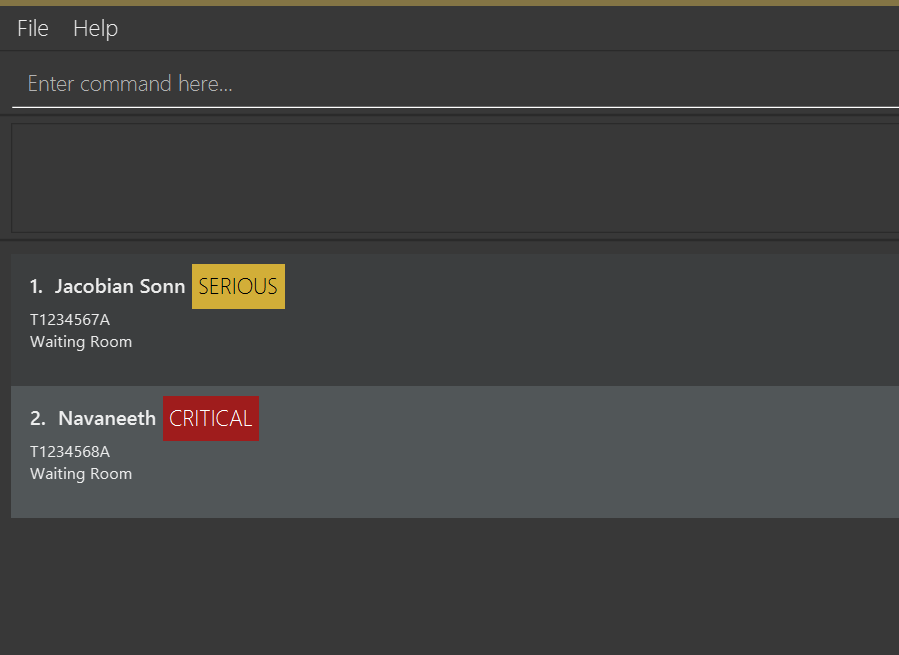 File Help
Enter command here...
1. Jacobian Sonn SERIOUS
T1234567A
Waiting Room
2. Navaneeth CRITICAL
T1234568A
Waiting Room